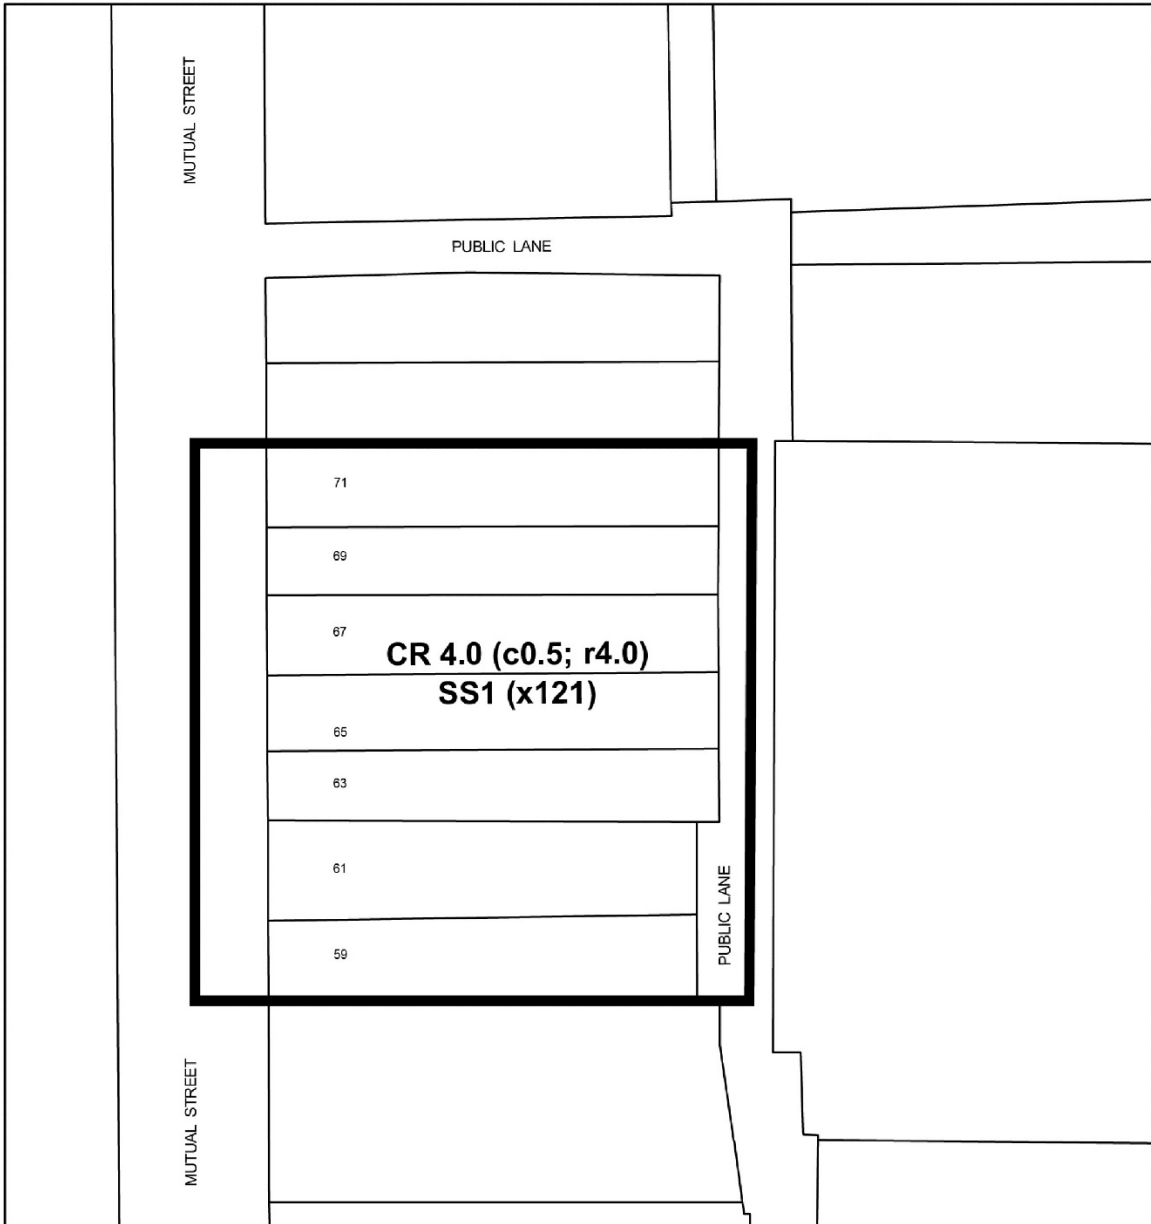 MUTUAL STREET
PUBLIC LANE
71
69
67
CR 4.0 (c0.5; r4.0)
SS1 (x121)
65
63
61
PUBLIC LANE
59
MUTUAL STREET